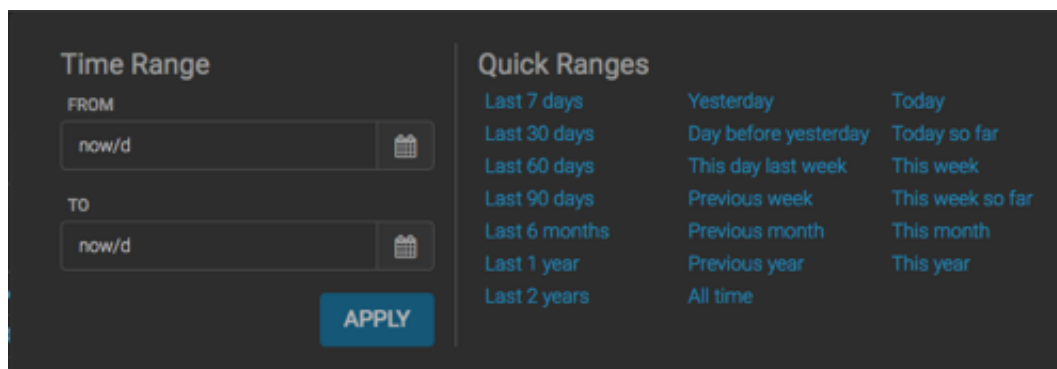 Time Range
FROM
now/d
TO
now/d
APPLY
Quick Ranges
Last 7 days
Last 30 days
Last 60 days
Last 90 days
Last 6 months
Last 1 year
Last 2 years
Yesterday
Day before yesterday
This day last week
Previous week
Previous month
Previous year
All time
Today
Today so far
This week
This week so far
This month
This year